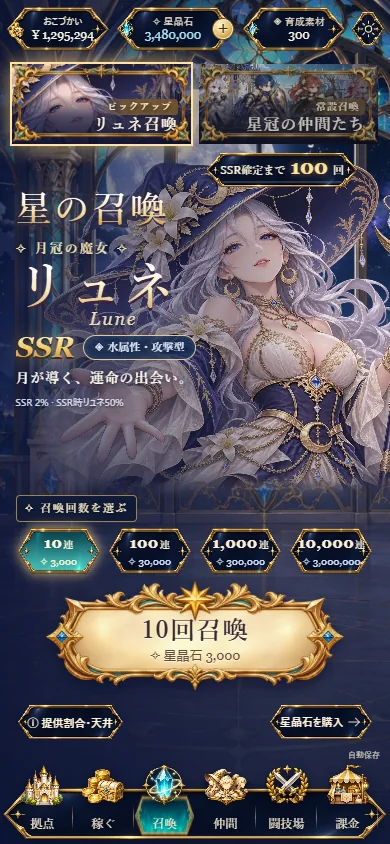 おこづかい
¥1,295,294
✧ 星晶石
3,480,000
+
◈ 育成素材
300
ピックアップ
リュネ召喚
常設召喚
星冠の仲間たち
SSR確定まで 100 回
星の召喚
✧ 月冠の魔女 ✧
リュネ
Lune
SSR
◈ 水属性・攻撃型
月が導く、運命の出会い。
SSR 2% · SSR時リュネ50%
✧ 召喚回数を選ぶ
10連
✧ 3,000
100連
✧ 30,000
1,000連
✧ 300,000
10,000連
✧ 3,000,000
10回召喚
✧ 星晶石 3,000
ⓘ 提供割合・天井
星晶石を購入 →
自動保存
拠点
稼ぐ
召喚
仲間
闘技場
課金